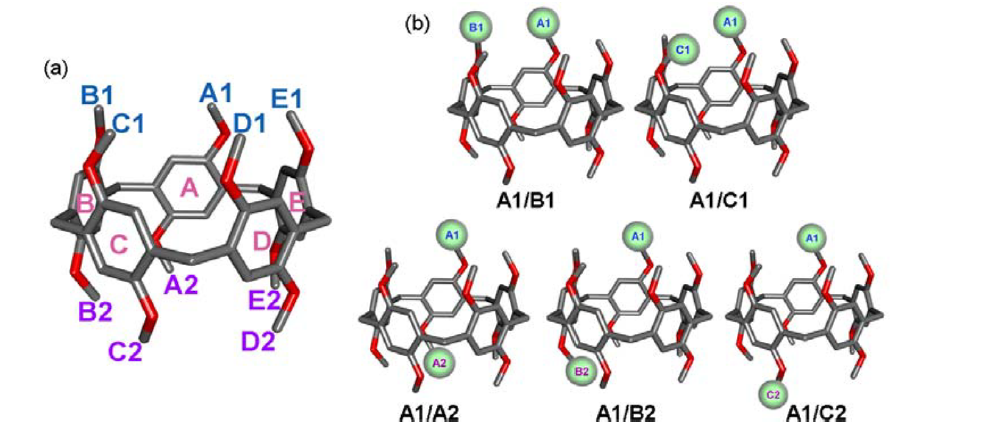 (a)
B1
C1
A1
D1
E1
B
A
E
C
D
A2
B2
E2
C2
D2
(b)
B1
A1
A1/B1
A1
C1
A1/C1
A1
A2
A1/A2
A1
B2
A1/B2
A1
C2
A1/C2